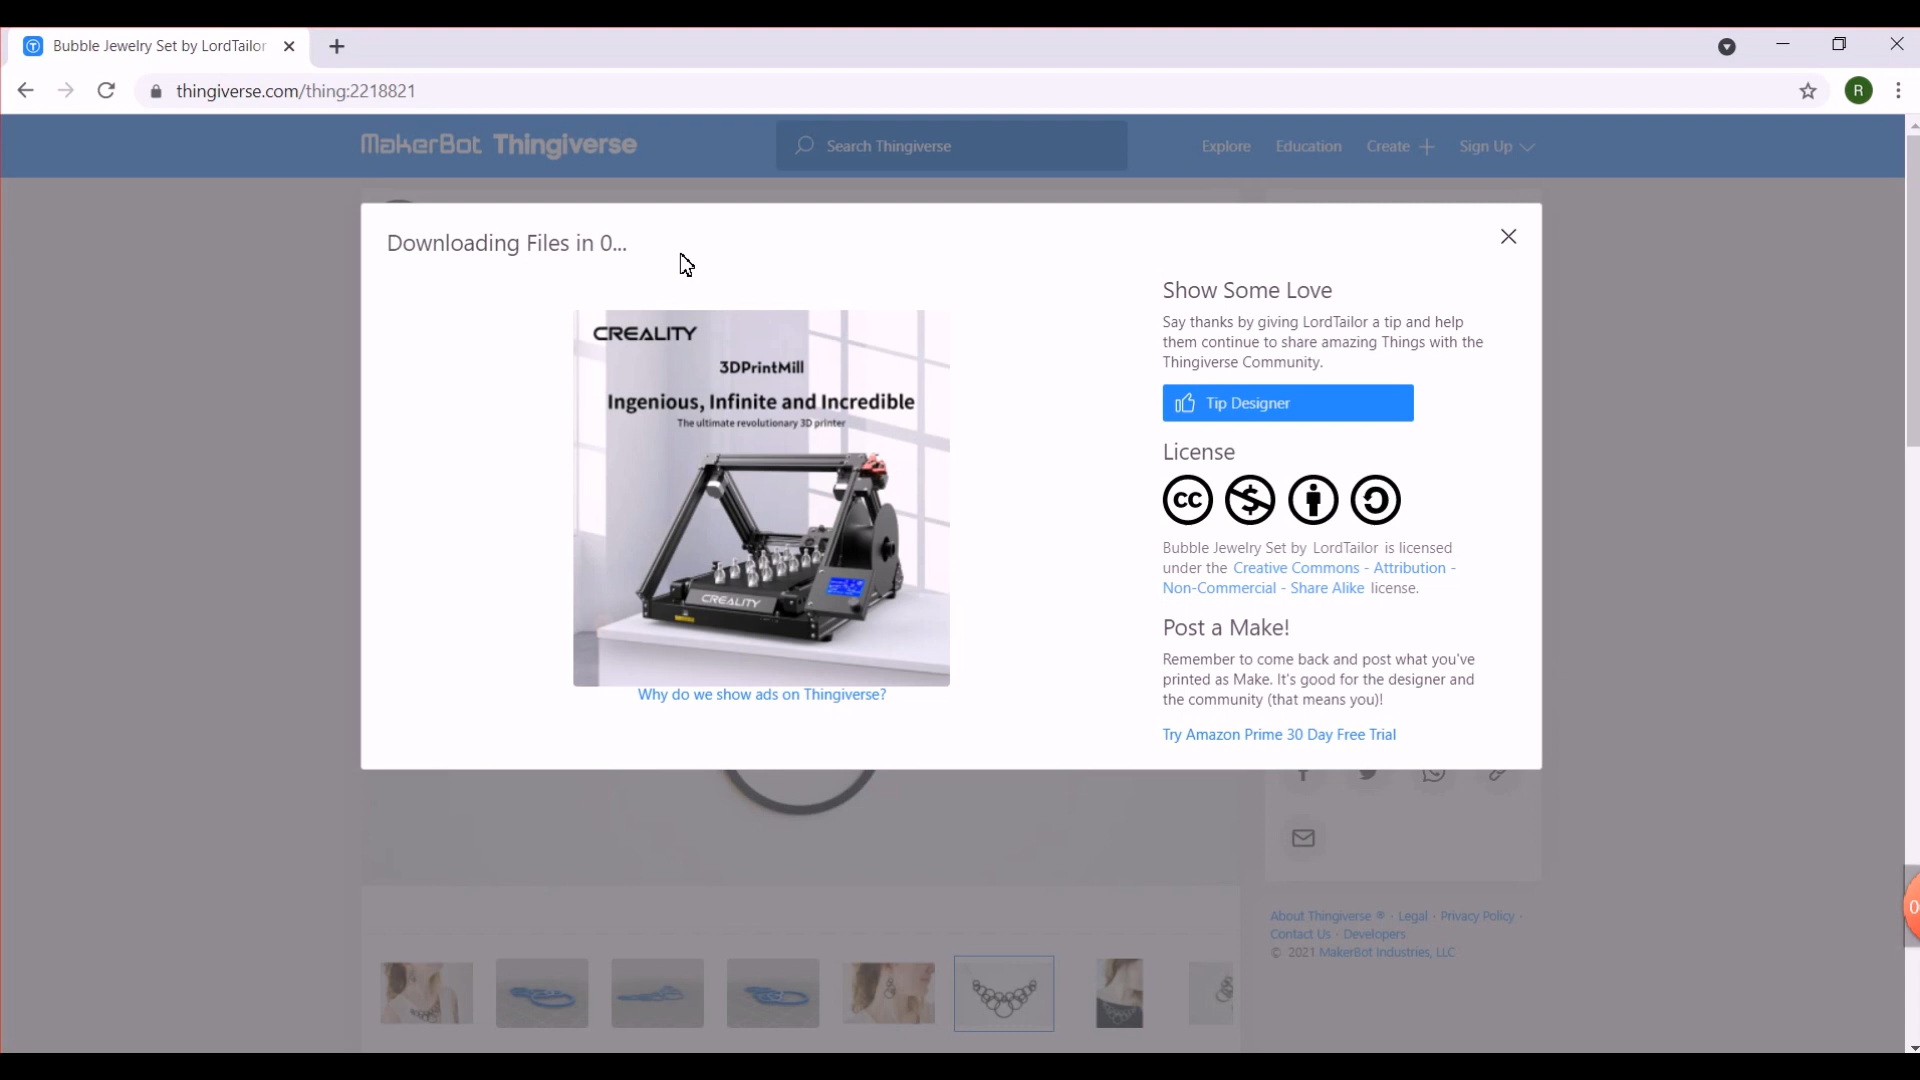 Bubble Jewelry Set by LordTailor
thingiverse.com/thing:2218821
R
MakerBot Thingiverse
Search Thingiverse
Explore
Education
Create
Sign Up
Downloading Files in 0...
CREALITY
3DPrintMill
Ingenious, Infinite and Incredible
The ultimate revolutionary 3D printer
CREALITY
Why do we show ads on Thingiverse?
Show Some Love
Say thanks by giving LordTailor a tip and help
them continue to share amazing Things with the
Thingiverse Community.
Tip Designer
License
cc
Bubble Jewelry Set by LordTailor is licensed
under the Creative Commons - Attribution -
Non-Commercial - Share Alike license.
Post a Make!
Remember to come back and post what you've
printed as Make. It's good for the designer and
the community (that means you)!
Try Amazon Prime 30 Day Free Trial
About Thingiverse ® · Legal · Privacy Policy ·
Contact Us · Developers
© 2021 MakerBot Industries, LLC